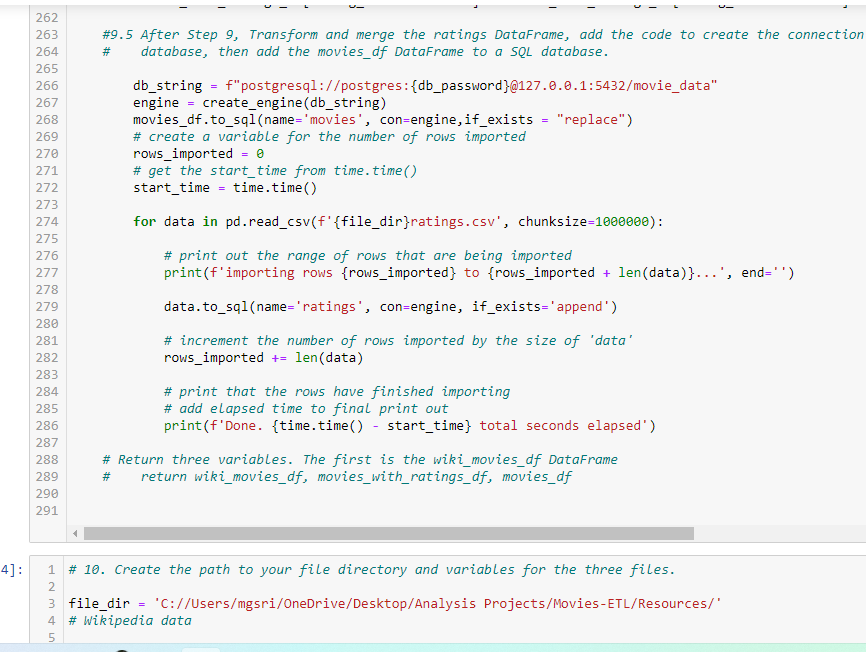 262
263 #9.5 After Step 9, Transform and merge the ratings DataFrame, add the code to create the connection
264 # database, then add the movies_df DataFrame to a SQL database.
265
266 db_string = f"postgresql://postgres:{db_password}@127.0.0.1:5432/movie_data"
267 engine = create_engine(db_string)
268 movies_df.to_sql(name='movies', con=engine,if_exists = "replace")
269 # create a variable for the number of rows imported
270 rows_imported = 0
271 # get the start_time from time.time()
272 start_time = time.time()
273
274 for data in pd.read_csv(f'{file_dir}ratings.csv', chunksize=1000000):
275
276 # print out the range of rows that are being imported
277 print(f'importing rows {rows_imported} to {rows_imported + len(data)}...', end='')
278
279 data.to_sql(name='ratings', con=engine, if_exists='append')
280
281 # increment the number of rows imported by the size of 'data'
282 rows_imported += len(data)
283
284 # print that the rows have finished importing
285 # add elapsed time to final print out
286 print(f'Done. {time.time() - start_time} total seconds elapsed')
287
288 # Return three variables. The first is the wiki_movies_df DataFrame
289 # return wiki_movies_df, movies_with_ratings_df, movies_df
290
291
4]: 1 # 10. Create the path to your file directory and variables for the three files.
2
3 file_dir = 'C://Users/mgsri/OneDrive/Desktop/Analysis Projects/Movies-ETL/Resources/'
4 # Wikipedia data
5